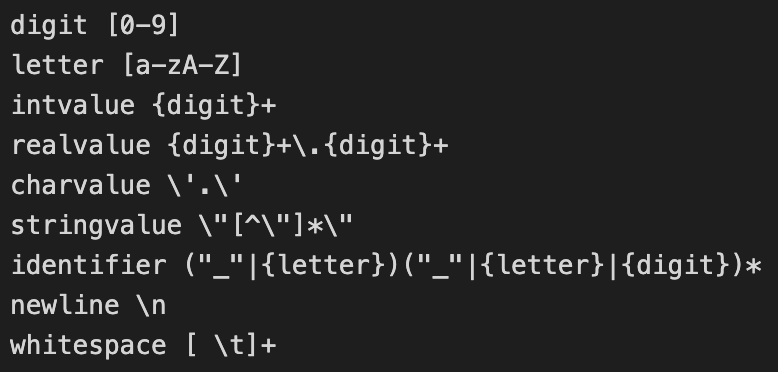 digit [0-9]
letter [a-zA-Z]
intvalue {digit}+
realvalue {digit}+\.{digit}+
charvalue \'.\'
stringvalue \"[^\"]*\"
identifier ("_"|{letter})("_"|{letter}|{digit})*
newline \n
whitespace [ \t]+